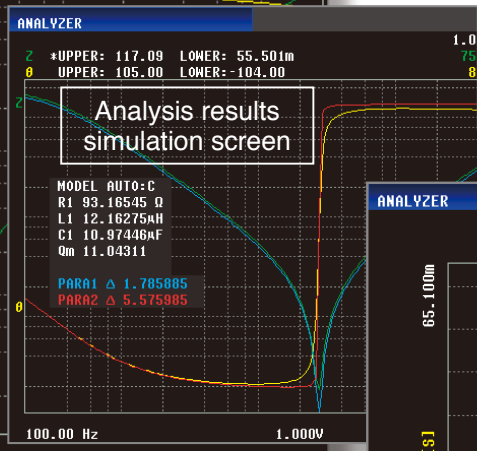 ANALYZER
1.0
Z *UPPER: 117.09 LOWER: 55.501m
75
θ UPPER: 105.00 LOWER:-104.00
8
Z
Analysis results
simulation screen
MODEL AUTO:C
R1 93.16545 Ω
L1 12.16275μH
C1 10.97446μF
Qm 11.04311
PARA1 Δ 1.785885
PARA2 Δ 5.575985
θ
100.00 Hz
1.000V
ANALYZER
65.100m
[S]